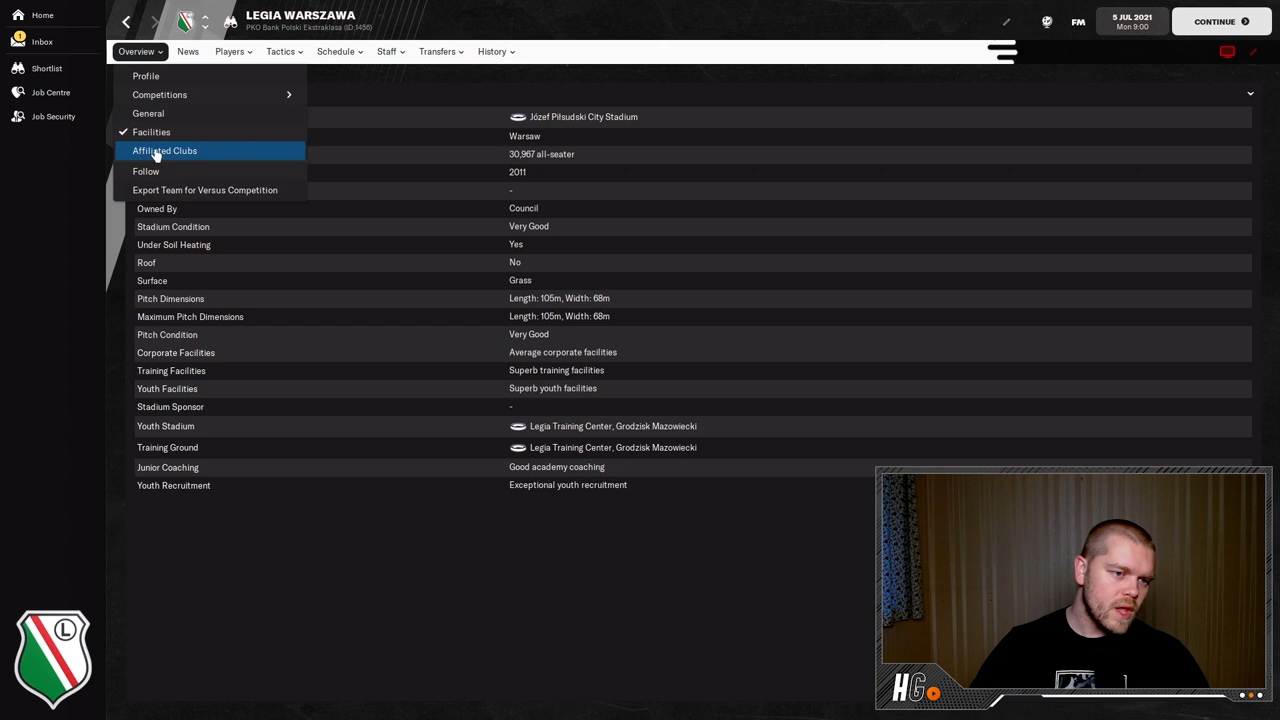 Home
LEGIA WARSZAWA
PKO Bank Polski Ekstraklasa (ID:1456)
FM
5 JUL 2021
Mon 9:00
CONTINUE
1
Inbox
Shortlist
Job Centre
Job Security
Overview
News
Players
Tactics
Schedule
Staff
Transfers
History
Profile
Competitions
General
Facilities
Affiliated Clubs
Follow
Export Team for Versus Competition
Józef Piłsudski City Stadium
Warsaw
30,967 all-seater
2011
-
Owned By Council
Stadium Condition Very Good
Under Soil Heating Yes
Roof No
Surface Grass
Pitch Dimensions Length: 105m, Width: 68m
Maximum Pitch Dimensions Length: 105m, Width: 68m
Pitch Condition Very Good
Corporate Facilities Average corporate facilities
Training Facilities Superb training facilities
Youth Facilities Superb youth facilities
Stadium Sponsor -
Youth Stadium Legia Training Center, Grodzisk Mazowiecki
Training Ground Legia Training Center, Grodzisk Mazowiecki
Junior Coaching Good academy coaching
Youth Recruitment Exceptional youth recruitment
L
HG